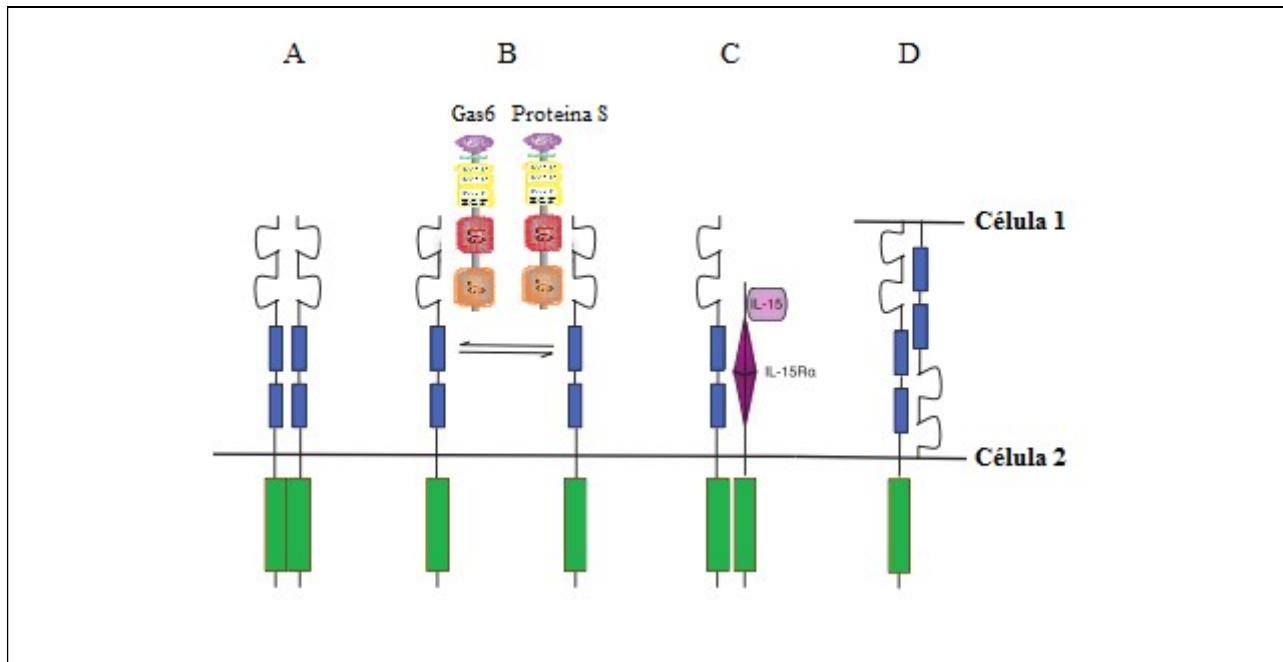 A B C D
Gas6 Proteina S
Célula 1
IL-15
IL-15Rα
Célula 2